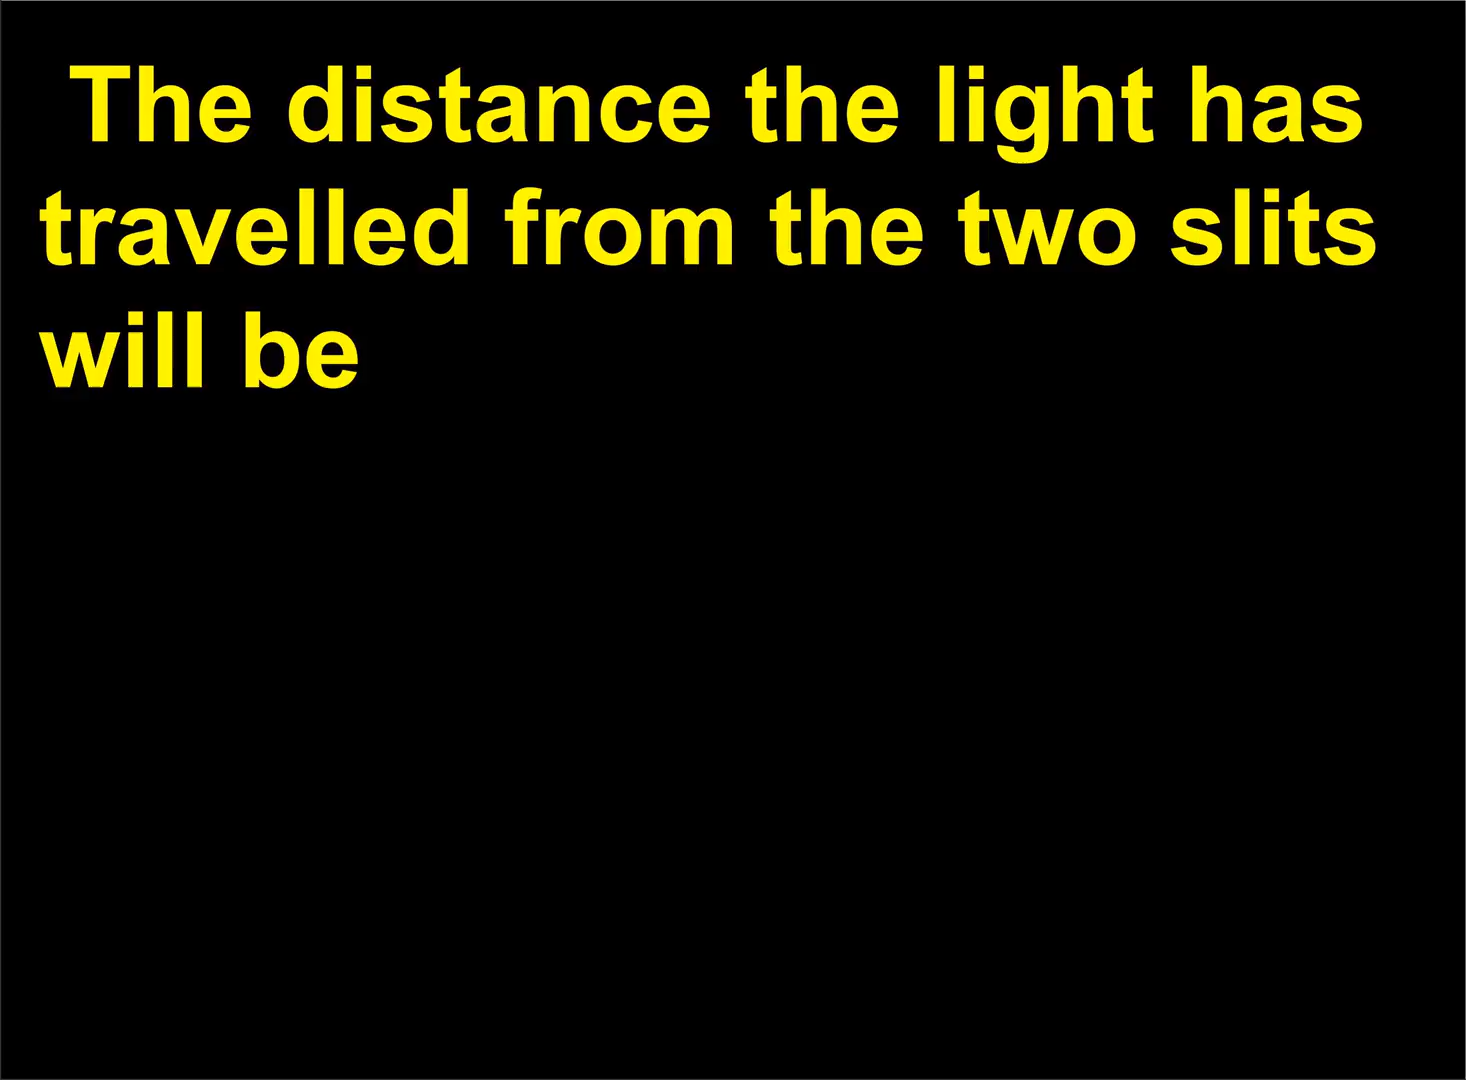 The distance the light has
travelled from the two slits
will be